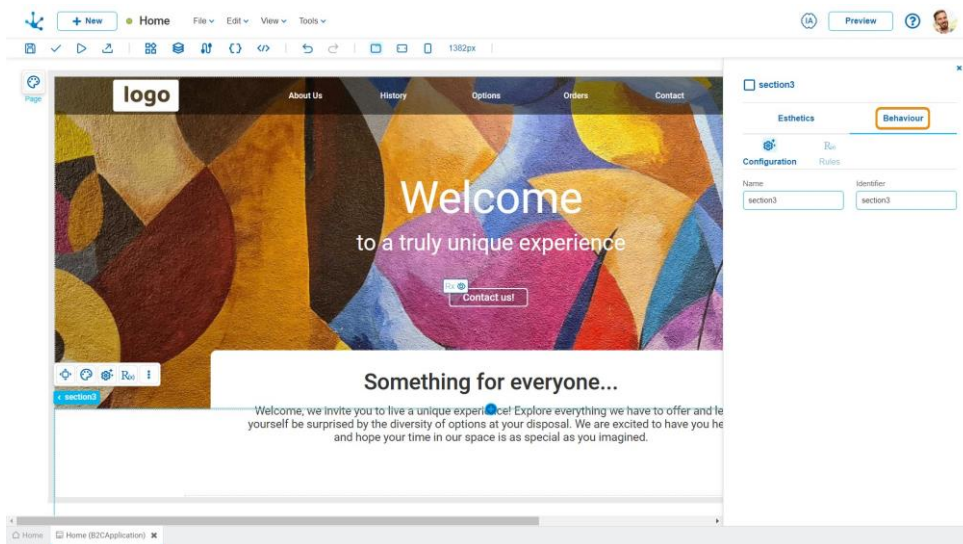 + New
Home
File
Edit
View
Tools
IA
Preview
?
1382px
Page
logo
About Us
History
Options
Orders
Contact
Welcome
to a truly unique experience
Rx
Contact us!
R(x)
< section3
Something for everyone...
Welcome, we invite you to live a unique experience! Explore everything we have to offer and le
yourself be surprised by the diversity of options at your disposal. We are excited to have you he
and hope your time in our space is as special as you imagined.
section3
Esthetics
Behaviour
R(x)
Configuration
Rules
Name
Identifier
section3
section3
Home
Home (B2CApplication)